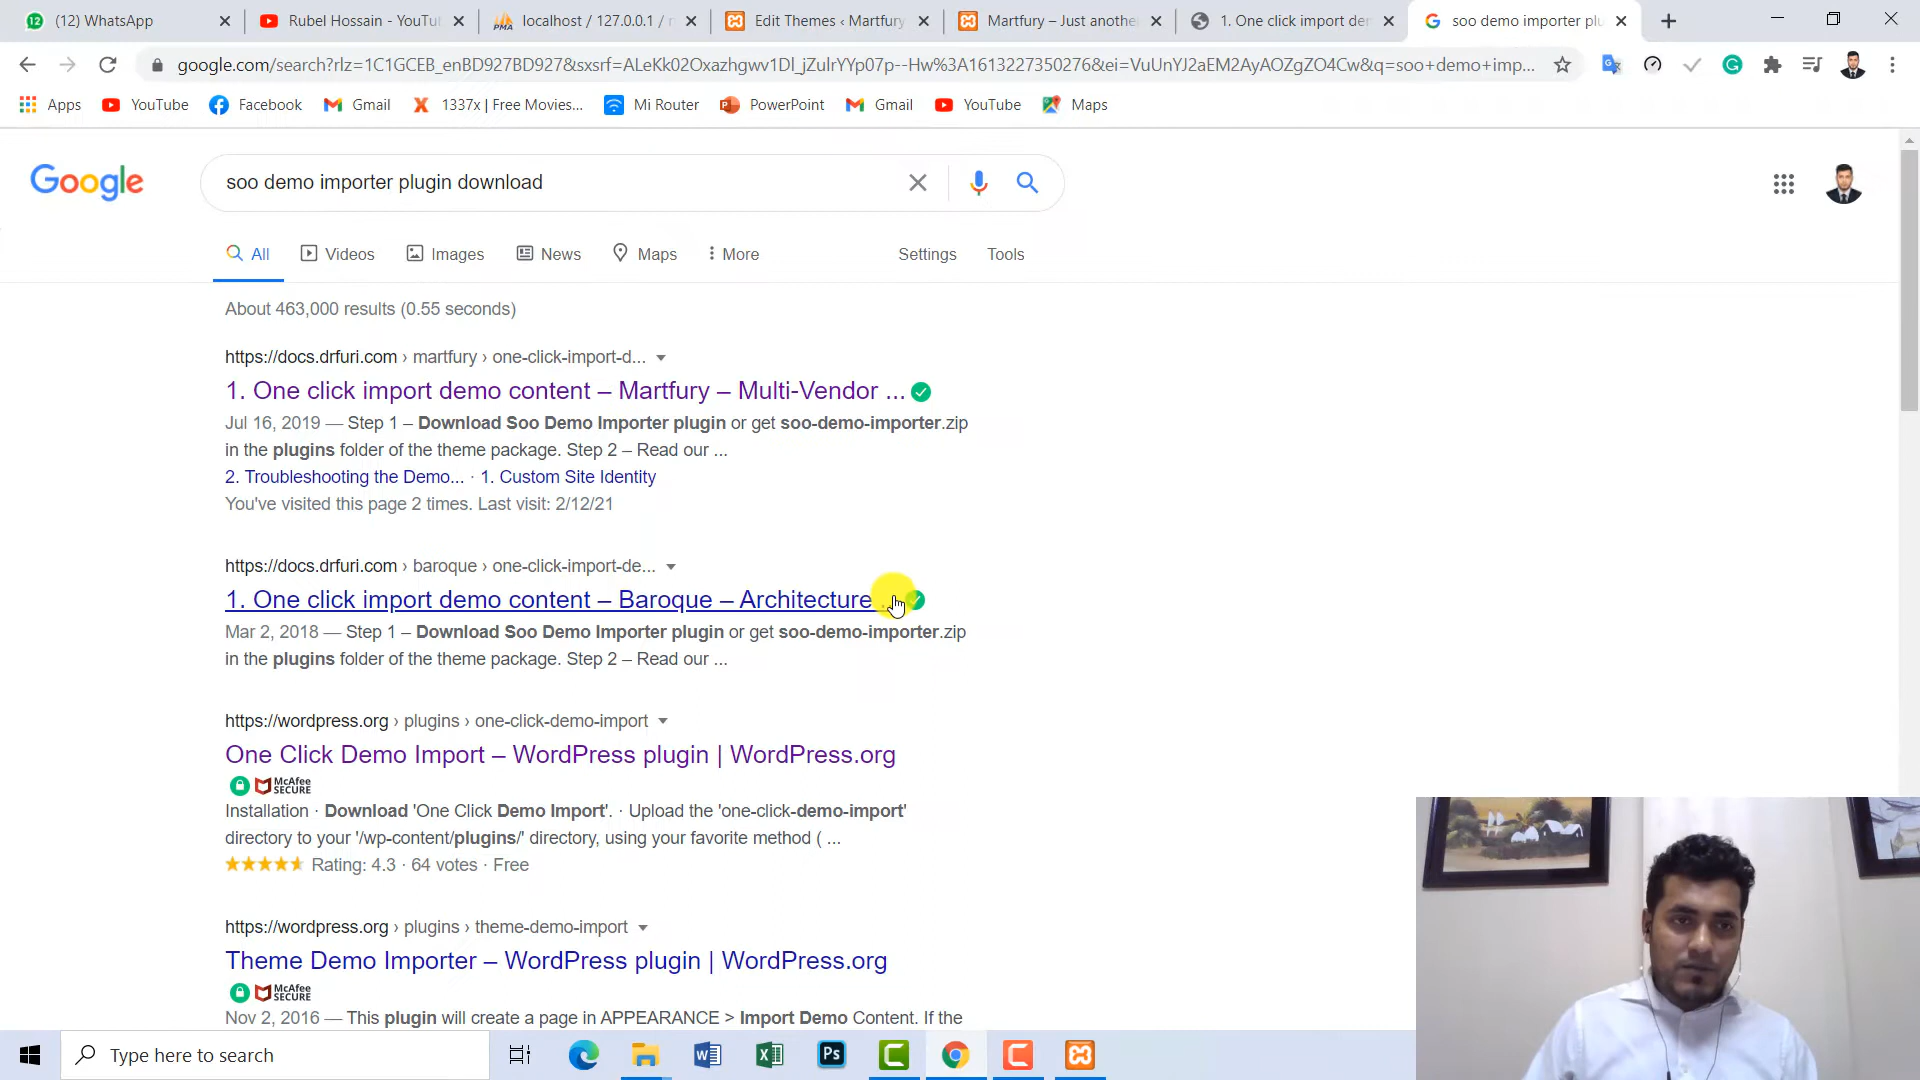 (12) WhatsApp
Rubel Hossain - YouTu
localhost / 127.0.0.1 /
Edit Themes ‹ Martfury
Martfury – Just anothe
1. One click import de
soo demo importer plu
google.com/search?rlz=1C1GCEB_enBD927BD927&sxsrf=ALeKk02Oxazhgwv1Dl_jZulrYYp07p--Hw%3A1613227350276&ei=VuUnYJ2aEM2AyAOZgZO4Cw&q=soo+demo+imp...
Apps
YouTube
Facebook
Gmail
1337x | Free Movies...
Mi Router
PowerPoint
Gmail
YouTube
Maps
Google
soo demo importer plugin download
All
Videos
Images
News
Maps
More
Settings
Tools
About 463,000 results (0.55 seconds)
https://docs.drfuri.com › martfury › one-click-import-d...
1. One click import demo content – Martfury – Multi-Vendor ...
Jul 16, 2019 — Step 1 – Download Soo Demo Importer plugin or get soo-demo-importer.zip
in the plugins folder of the theme package. Step 2 – Read our ...
2. Troubleshooting the Demo... · 1. Custom Site Identity
You've visited this page 2 times. Last visit: 2/12/21
https://docs.drfuri.com › baroque › one-click-import-de...
1. One click import demo content – Baroque – Architecture
Mar 2, 2018 — Step 1 – Download Soo Demo Importer plugin or get soo-demo-importer.zip
in the plugins folder of the theme package. Step 2 – Read our ...
https://wordpress.org › plugins › one-click-demo-import
One Click Demo Import – WordPress plugin | WordPress.org
McAfee SECURE
Installation · Download 'One Click Demo Import'. · Upload the 'one-click-demo-import'
directory to your '/wp-content/plugins/' directory, using your favorite method ( ...
Rating: 4.3 · 64 votes · Free
https://wordpress.org › plugins › theme-demo-import
Theme Demo Importer – WordPress plugin | WordPress.org
McAfee SECURE
Nov 2, 2016 — This plugin will create a page in APPEARANCE > Import Demo Content. If the
Type here to search